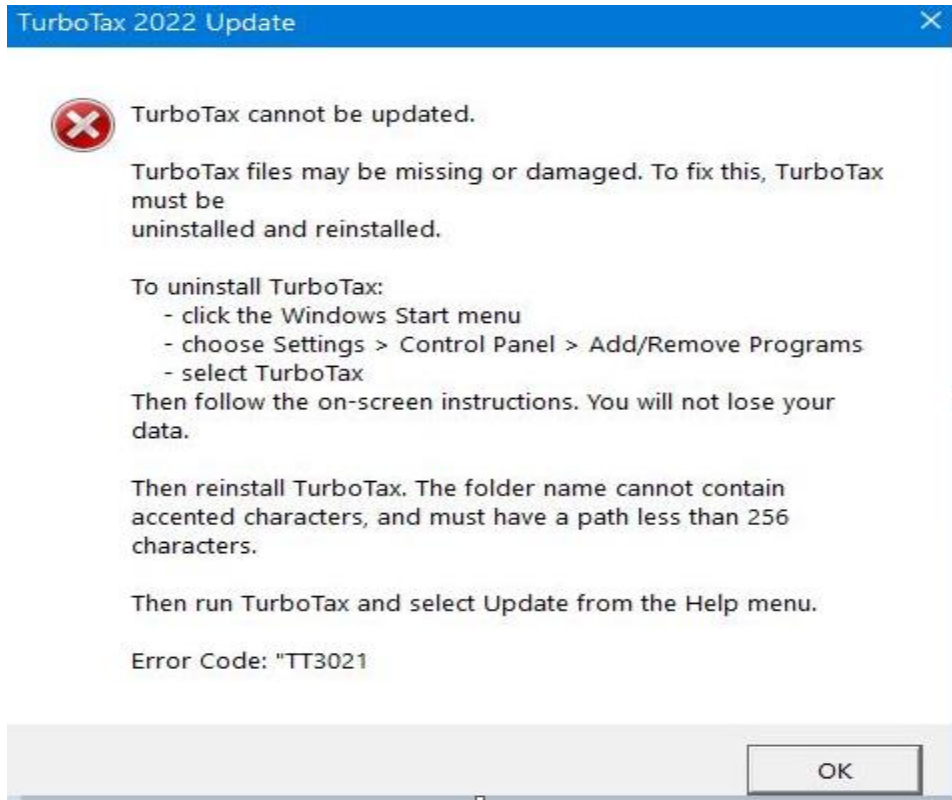 TurboTax 2022 Update
TurboTax cannot be updated.
TurboTax files may be missing or damaged. To fix this, TurboTax
must be
uninstalled and reinstalled.
To uninstall TurboTax:
- click the Windows Start menu
- choose Settings > Control Panel > Add/Remove Programs
- select TurboTax
Then follow the on-screen instructions. You will not lose your
data.
Then reinstall TurboTax. The folder name cannot contain
accented characters, and must have a path less than 256
characters.
Then run TurboTax and select Update from the Help menu.
Error Code: "TT3021
OK